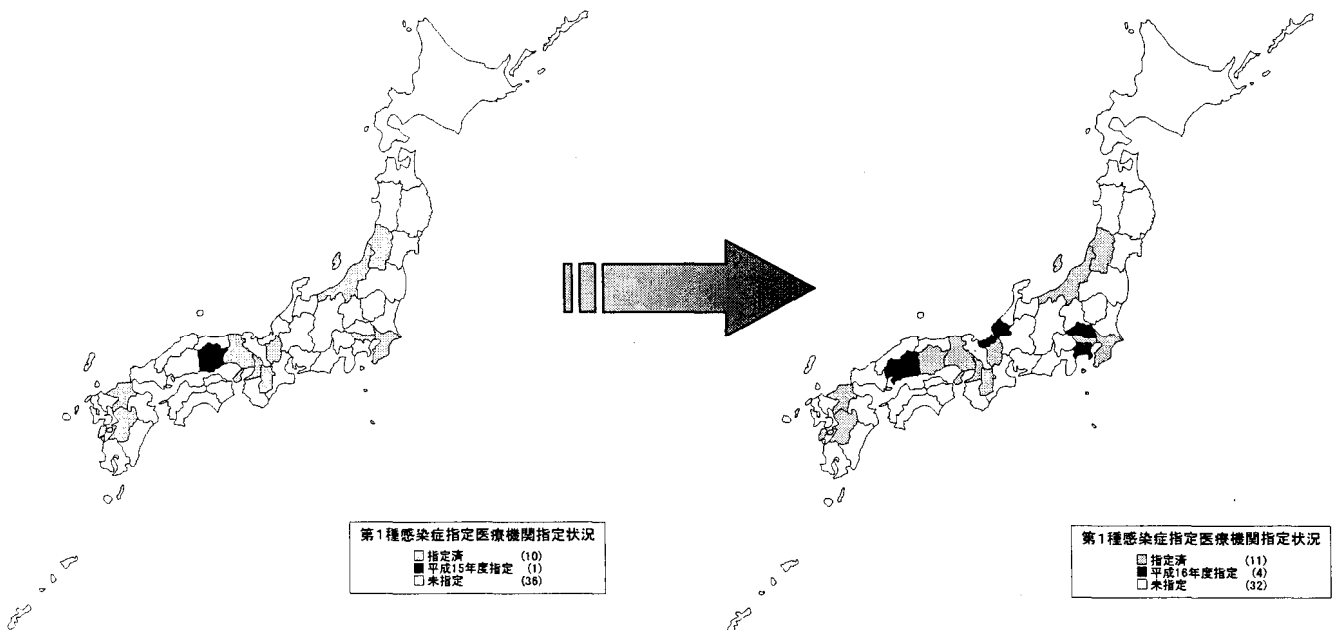 第1種感染症指定医療機関指定状況
□指定済 (10)
■平成15年度指定 (1)
□未指定 (36)
第1種感染症指定医療機関指定状況
□指定済 (11)
■平成16年度指定 (4)
□未指定 (32)